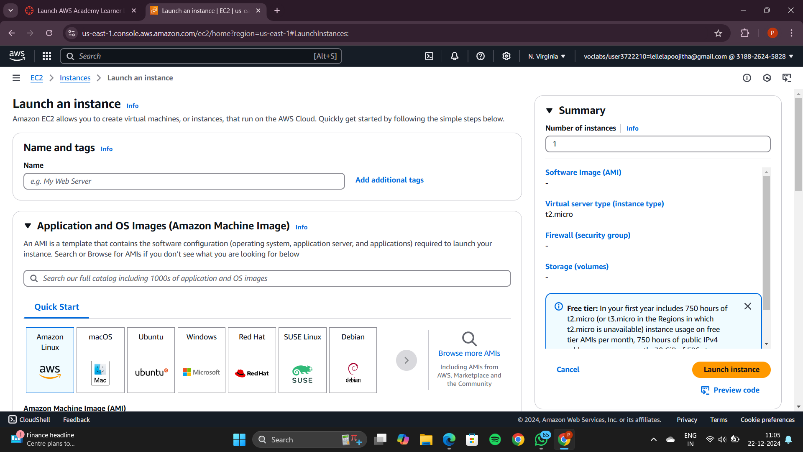 Launch AWS Academy Learner
Launch an instance | EC2 | us-e
us-east-1.console.aws.amazon.com/ec2/home?region=us-east-1#LaunchInstances:
aws
Search [Alt+S]
N. Virginia
voclabs/user3722210=lellelapoojitha@gmail.com @ 3188-2624-5828
EC2 > Instances > Launch an instance
Launch an instance Info
Amazon EC2 allows you to create virtual machines, or instances, that run on the AWS Cloud. Quickly get started by following the simple steps below.
Name and tags Info
Name
e.g. My Web Server
Add additional tags
Application and OS Images (Amazon Machine Image) Info
An AMI is a template that contains the software configuration (operating system, application server, and applications) required to launch your
instance. Search or Browse for AMIs if you don't see what you are looking for below
Search our full catalog including 1000s of application and OS images
Quick Start
Amazon Linux
aws
macOS
Mac
Ubuntu
ubuntu
Windows
Microsoft
Red Hat
RedHat
SUSE Linux
SUSE
Debian
debian
Browse more AMIs
Including AMIs from
AWS, Marketplace and
the Community
Amazon Machine Image (AMI)
Summary
Number of instances Info
1
Software Image (AMI)
-
Virtual server type (instance type)
t2.micro
Firewall (security group)
-
Storage (volumes)
-
Free tier: In your first year includes 750 hours of
t2.micro (or t3.micro in the Regions in which
t2.micro is unavailable) instance usage on free
tier AMIs per month, 750 hours of public IPv4
Cancel
Launch instance
Preview code
CloudShell Feedback
© 2024, Amazon Web Services, Inc. or its affiliates. Privacy Terms Cookie preferences
Finance headline
Centre plans to...
Search
ENG
IN
11:05
22-12-2024